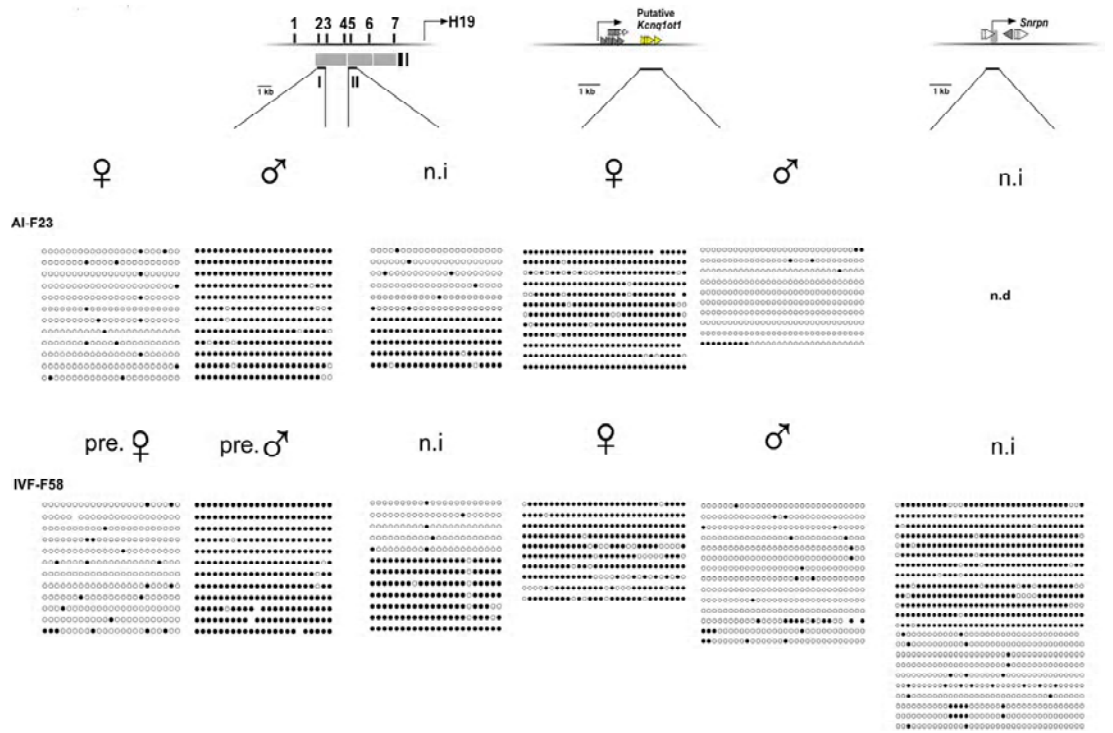 1 23 45 6 7 H19
Putative
Kcnq1ot1
Snrpn
1 kb I II
1 kb
1 kb
♀ ♂ n.i ♀ ♂ n.i
AI-F23
n.d
pre. ♀ pre. ♂ n.i ♀ ♂ n.i
IVF-F58